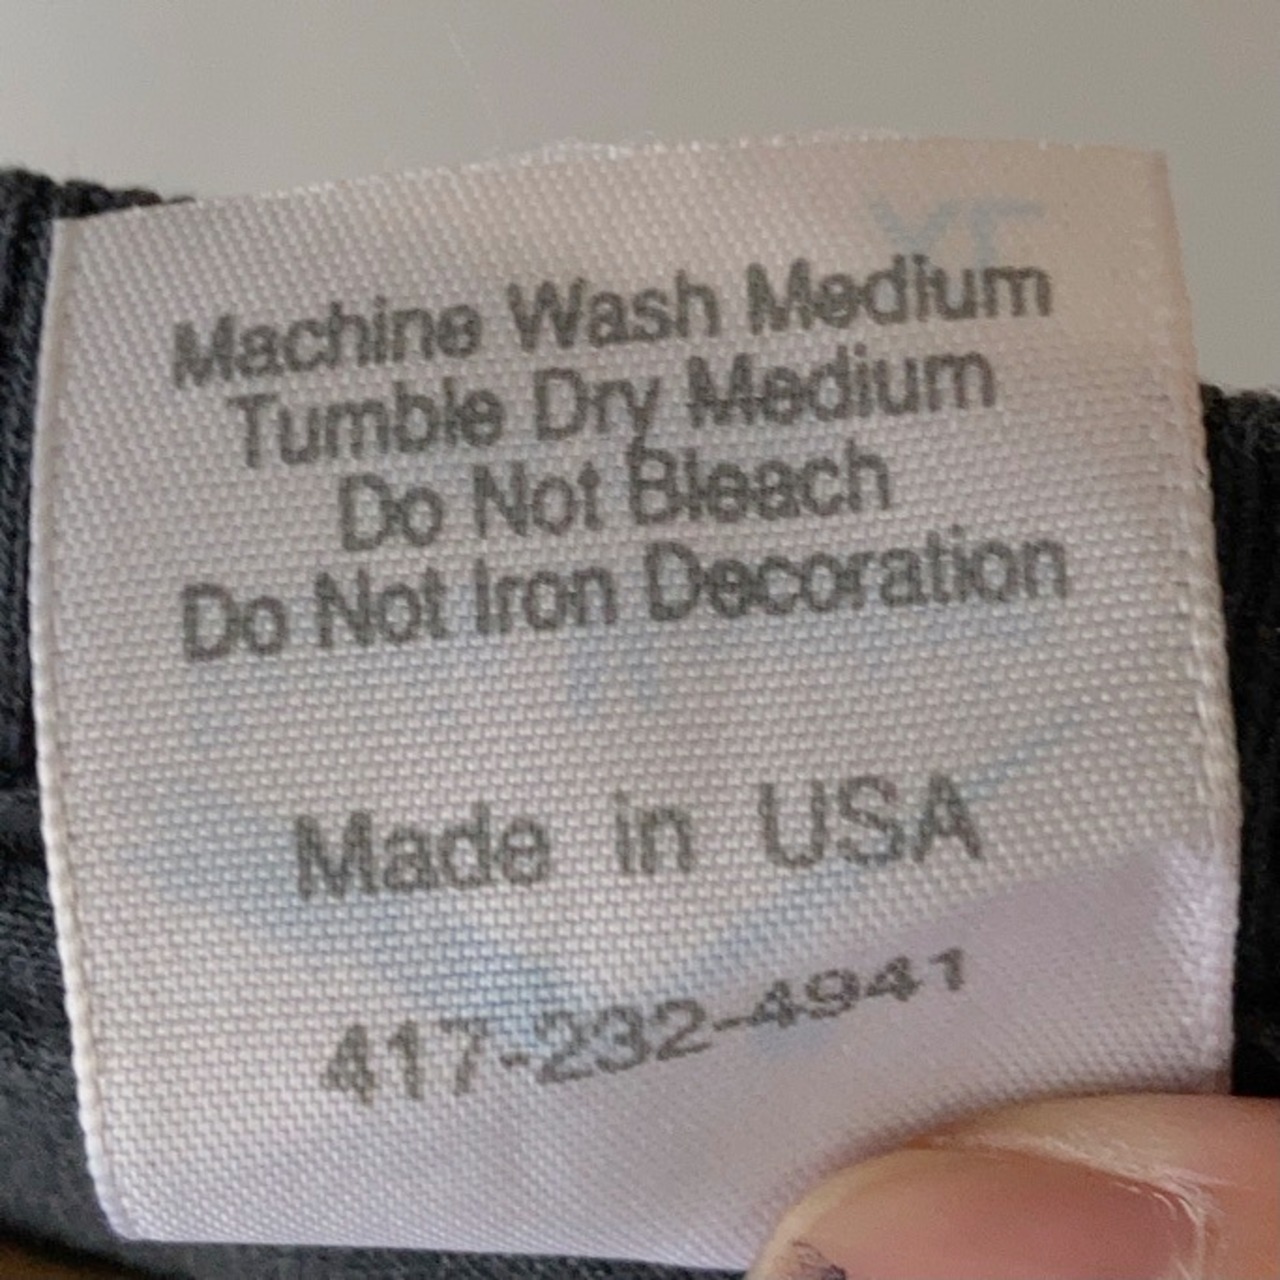 Machine Wash Medium
Tumble Dry Medium
Do Not Bleach
Do Not Iron Decoration
Made in USA
417-232-4941